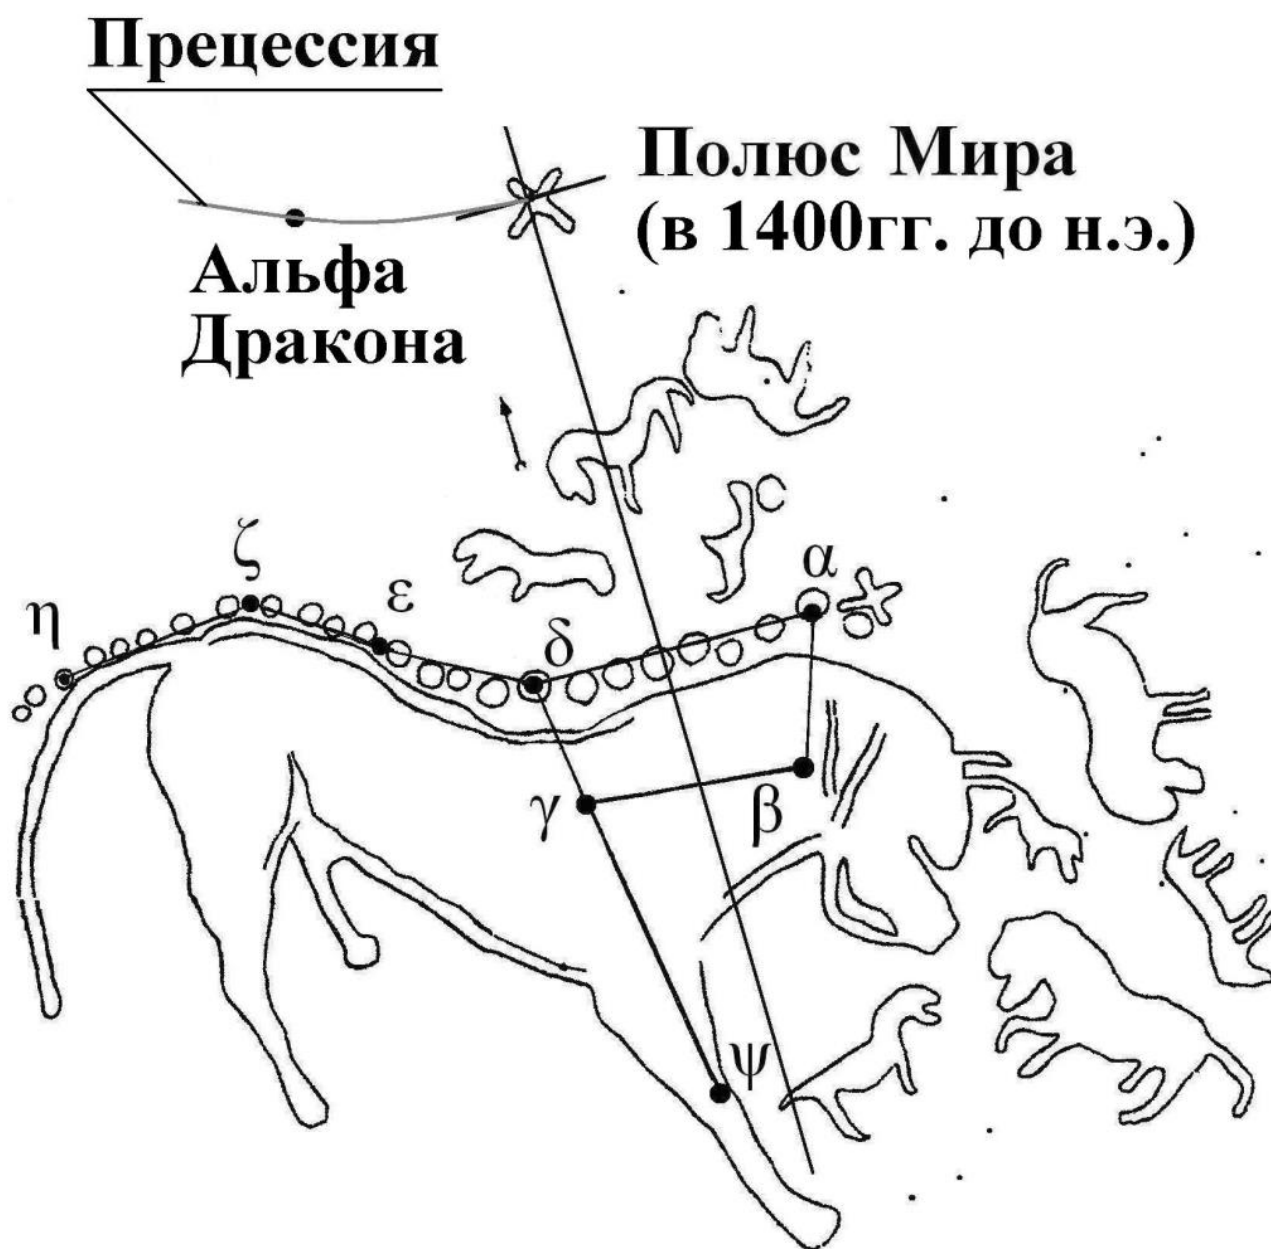 Прецессия
Полюс Мира
(в 1400гг. до н.э.)
Альфа
Дракона
α
ζ
ε
η
δ
β
γ
ψ